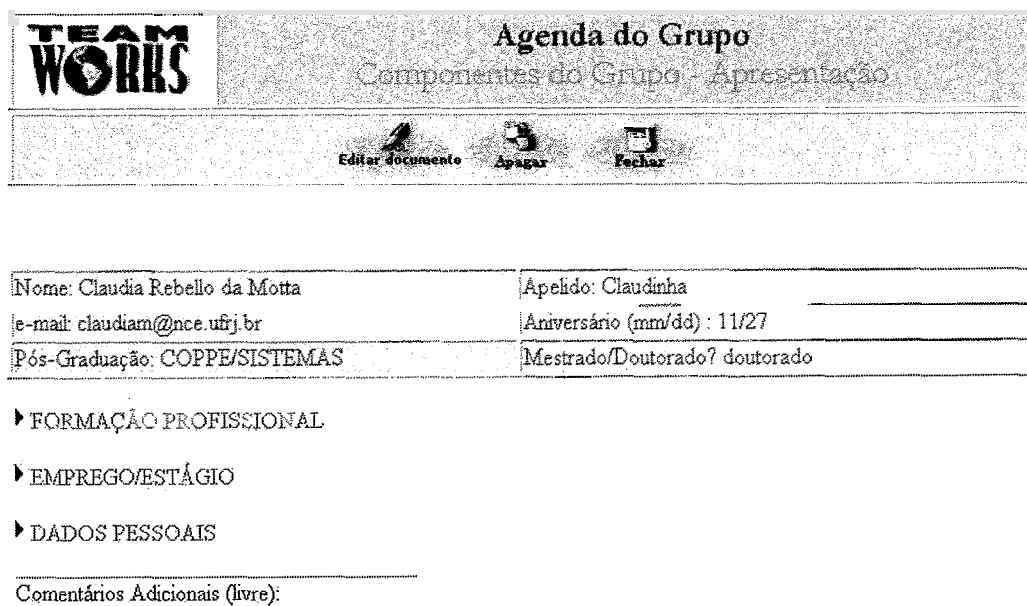 TEAM WORKS
Agenda do Grupo
Componentes do Grupo - Apresentação
Editar documento Apagar Fechar
Nome: Claudia Rebello da Motta Apelido: Claudinha
e-mail: claudiam@nce.ufrj.br Aniversário (mm/dd) : 11/27
Pós-Graduação: COPPE/SISTEMAS Mestrado/Doutorado? doutorado
FORMAÇÃO PROFISSIONAL
EMPREGO/ESTÁGIO
DADOS PESSOAIS
Comentários Adicionais (livre):